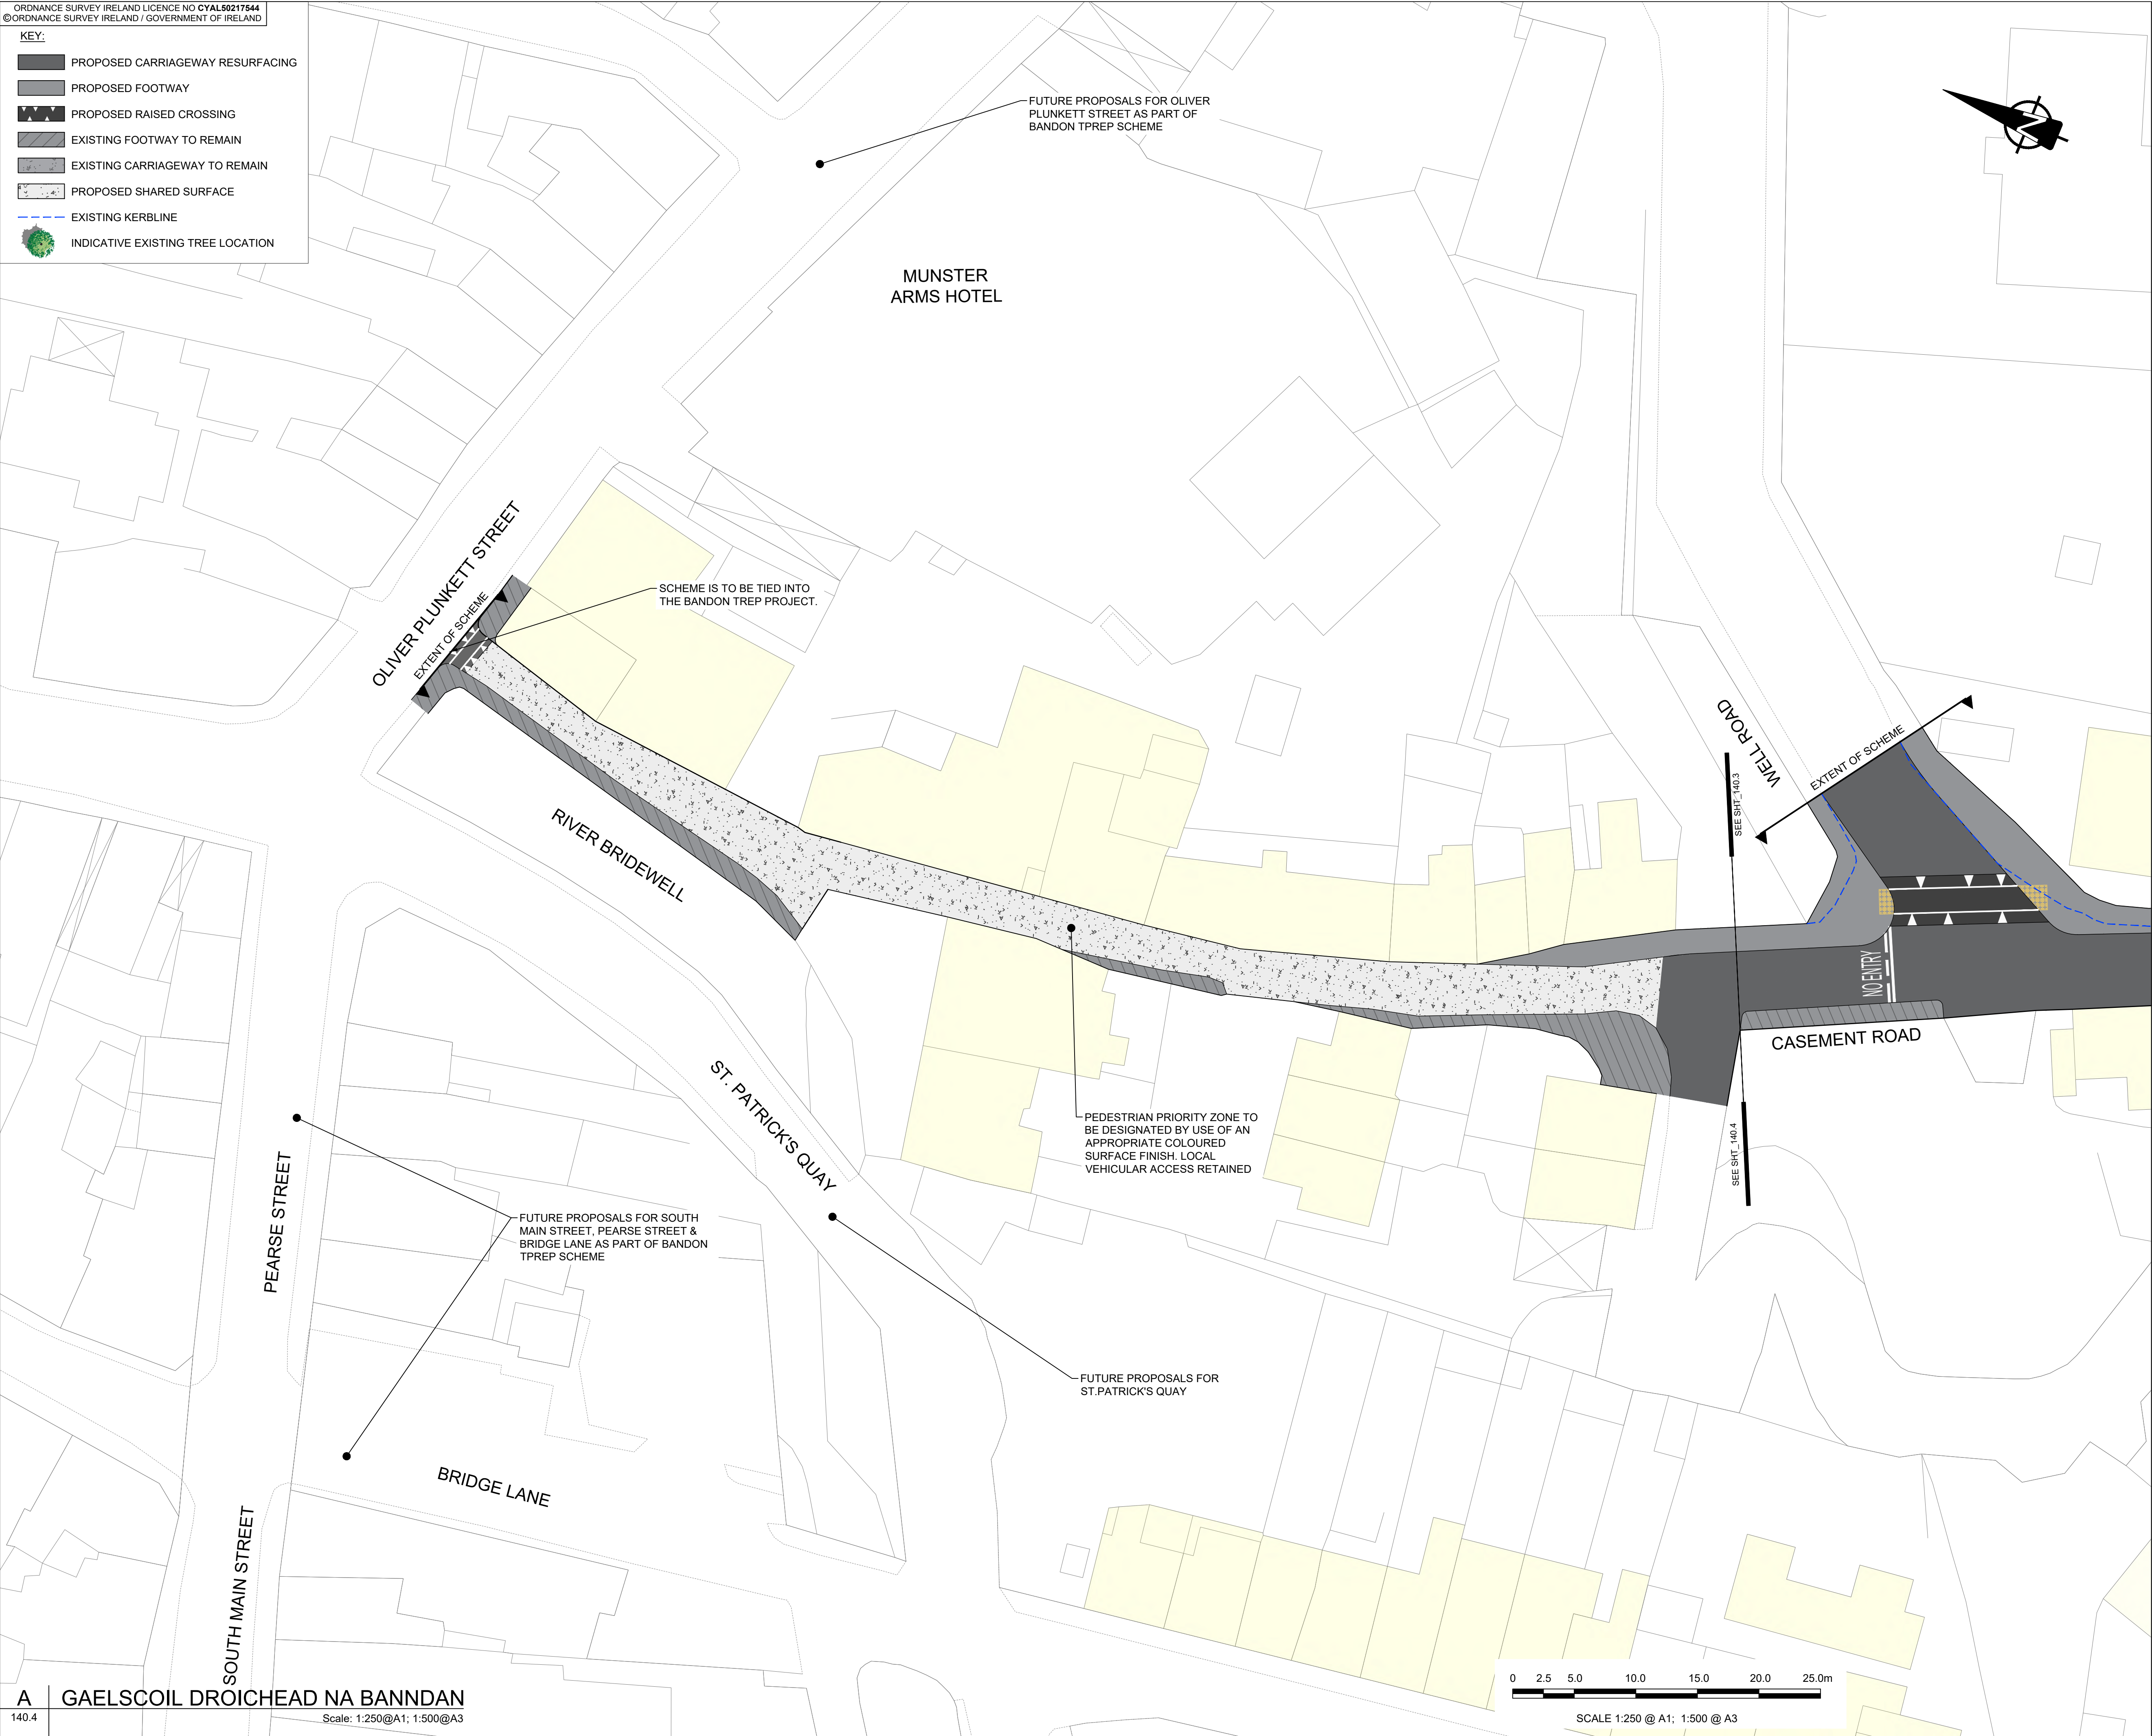 ORDNANCE SURVEY IRELAND LICENCE NO CYAL50217544
©ORDNANCE SURVEY IRELAND / GOVERNMENT OF IRELAND
KEY:
PROPOSED CARRIAGEWAY RESURFACING
PROPOSED FOOTWAY
PROPOSED RAISED CROSSING
EXISTING FOOTWAY TO REMAIN
EXISTING CARRIAGEWAY TO REMAIN
PROPOSED SHARED SURFACE
EXISTING KERBLINE
INDICATIVE EXISTING TREE LOCATION
FUTURE PROPOSALS FOR OLIVER
PLUNKETT STREET AS PART OF
BANDON TPREP SCHEME
N
MUNSTER
ARMS HOTEL
OLIVER PLUNKETT STREET
EXTENT OF SCHEME
SCHEME IS TO BE TIED INTO
THE BANDON TREP PROJECT.
RIVER BRIDEWELL
WELL ROAD
EXTENT OF SCHEME
SEE SHT_140.3
NO ENTRY
CASEMENT ROAD
SEE SHT_140.4
ST. PATRICK'S QUAY
PEDESTRIAN PRIORITY ZONE TO
BE DESIGNATED BY USE OF AN
APPROPRIATE COLOURED
SURFACE FINISH. LOCAL
VEHICULAR ACCESS RETAINED
PEARSE STREET
FUTURE PROPOSALS FOR SOUTH
MAIN STREET, PEARSE STREET &
BRIDGE LANE AS PART OF BANDON
TPREP SCHEME
FUTURE PROPOSALS FOR
ST.PATRICK'S QUAY
BRIDGE LANE
SOUTH MAIN STREET
A
140.4
GAELSCOIL DROICHEAD NA BANNDAN
Scale: 1:250@A1; 1:500@A3
0 2.5 5.0 10.0 15.0 20.0 25.0m
SCALE 1:250 @ A1; 1:500 @ A3